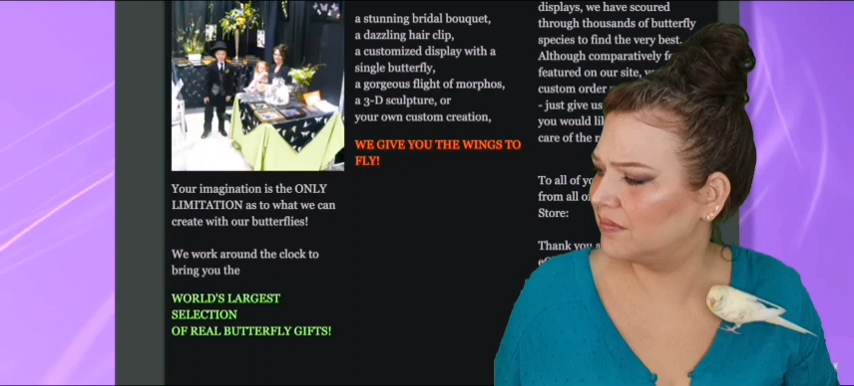 Your imagination is the ONLY
LIMITATION as to what we can
create with our butterflies!
We work around the clock to
bring you the
WORLD'S LARGEST
SELECTION
OF REAL BUTTERFLY GIFTS!
a stunning bridal bouquet,
a dazzling hair clip,
a customized display with a
single butterfly,
a gorgeous flight of morphos,
a 3-D sculpture, or
your own custom creation,
WE GIVE YOU THE WINGS TO
FLY!
displays, we have scoured
through thousands of butterfly
species to find the very best.
Although comparatively
featured on our site,
custom order
- just give us
you would
care of the
To all of
from all
Store:
Thank you